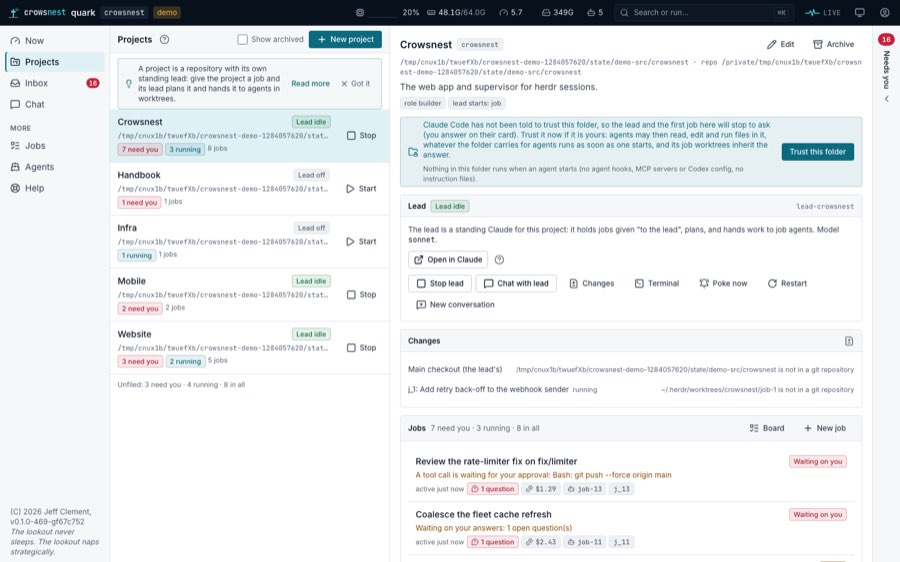 crowsnest quark crowsnest demo
20% 48.1G/64.0G 5.7 349G 5 Search or run... ⌘K LIVE
Now
Projects
Inbox 16
Chat
MORE
Jobs
Agents
Help
(C) 2026 Jeff Clement,
v0.1.0-469-gf67c752
The lookout never
sleeps. The lookout naps
strategically.
Projects Show archived New project
A project is a repository with its own
standing lead: give the project a job and
its lead plans it and hands it to agents in
worktrees.
Read more Got it
Crowsnest Lead idle
/tmp/cnux1b/twuefXb/crowsnest-demo-1284057620/stat… Stop
7 need you 3 running 8 jobs
Handbook Lead off
/tmp/cnux1b/twuefXb/crowsnest-demo-1284057620/stat… Start
1 need you 1 jobs
Infra Lead off
/tmp/cnux1b/twuefXb/crowsnest-demo-1284057620/stat… Start
1 running 1 jobs
Mobile Lead idle
/tmp/cnux1b/twuefXb/crowsnest-demo-1284057620/stat… Stop
2 need you 2 jobs
Website Lead idle
/tmp/cnux1b/twuefXb/crowsnest-demo-1284057620/stat… Stop
3 need you 2 running 5 jobs
Unfiled: 3 need you · 4 running · 8 in all
Crowsnest crowsnest Edit Archive
/tmp/cnux1b/twuefXb/crowsnest-demo-1284057620/state/demo-src/crowsnest · repo /private/tmp/cnux1b/twuefXb/crowsn
est-demo-1284057620/state/demo-src/crowsnest
The web app and supervisor for herdr sessions.
role builder lead starts: job
Claude Code has not been told to trust this folder, so the lead and the first job here will stop to ask
(you answer on their card). Trust it now if it is yours: agents may then read, edit and run files in it,
whatever the folder carries for agents runs as soon as one starts, and its job worktrees inherit the
answer.
Nothing in this folder runs when an agent starts (no agent hooks, MCP servers or Codex config, no
instruction files).
Trust this folder
Lead Lead idle lead-crowsnest
The lead is a standing Claude for this project: it holds jobs given "to the lead", plans, and hands work to job agents. Model
sonnet.
Open in Claude
Stop lead Chat with lead Changes Terminal Poke now Restart
New conversation
Changes
Main checkout (the lead's) /tmp/cnux1b/twuefXb/crowsnest-demo-1284057620/state/demo-src/crowsnest is not in a git repository
j_1: Add retry back-off to the webhook sender running ~/.herdr/worktrees/crowsnest/job-1 is not in a git repository
Jobs 7 need you · 3 running · 8 in all Board New job
Review the rate-limiter fix on fix/limiter Waiting on you
A tool call is waiting for your approval: Bash: git push --force origin main
active just now 1 question $1.29 job-13 j_13
Coalesce the fleet cache refresh Waiting on you
Waiting on your answers: 1 open question(s)
active just now 1 question $2.43 job-11 j_11
16
Needs you